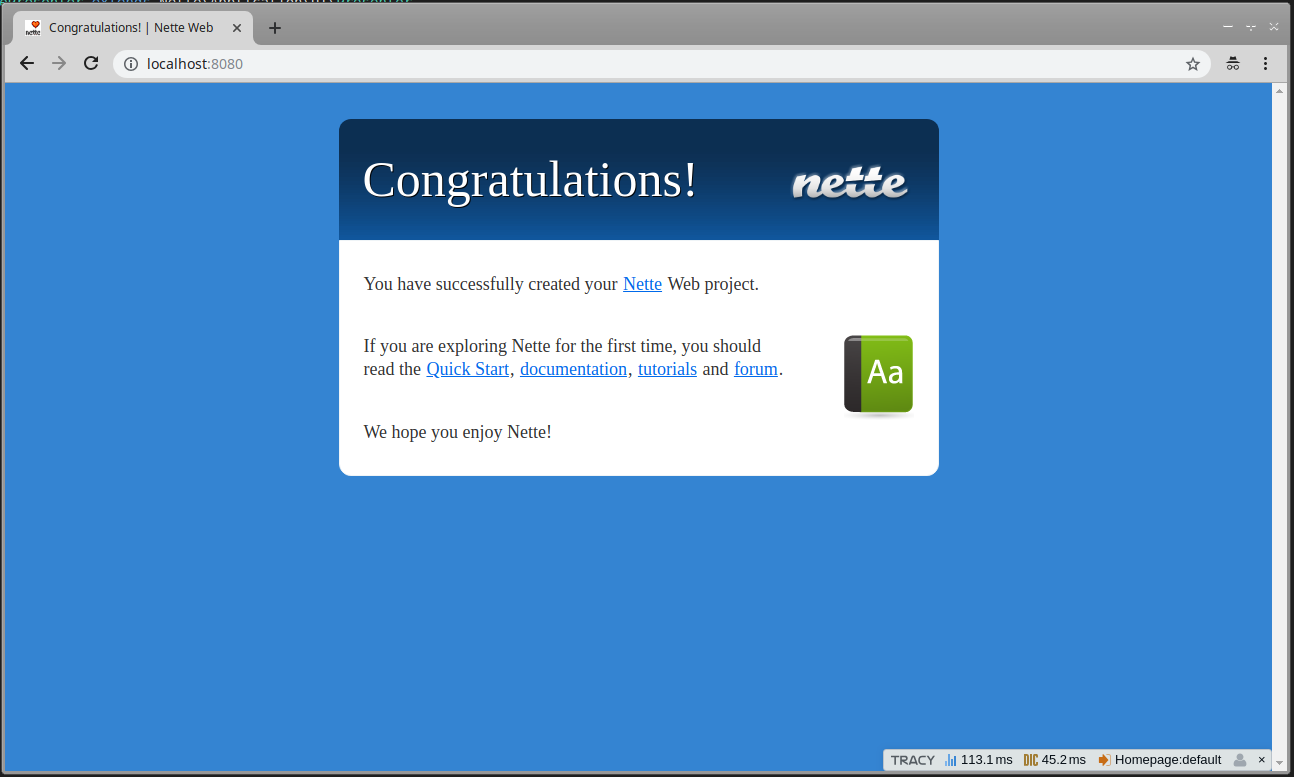 Congratulations! | Nette Web
localhost:8080
Congratulations!
nette
You have successfully created your Nette Web project.
If you are exploring Nette for the first time, you should
read the Quick Start, documentation, tutorials and forum.
Aa
We hope you enjoy Nette!
TRACY 113.1 ms DIC 45.2 ms Homepage:default